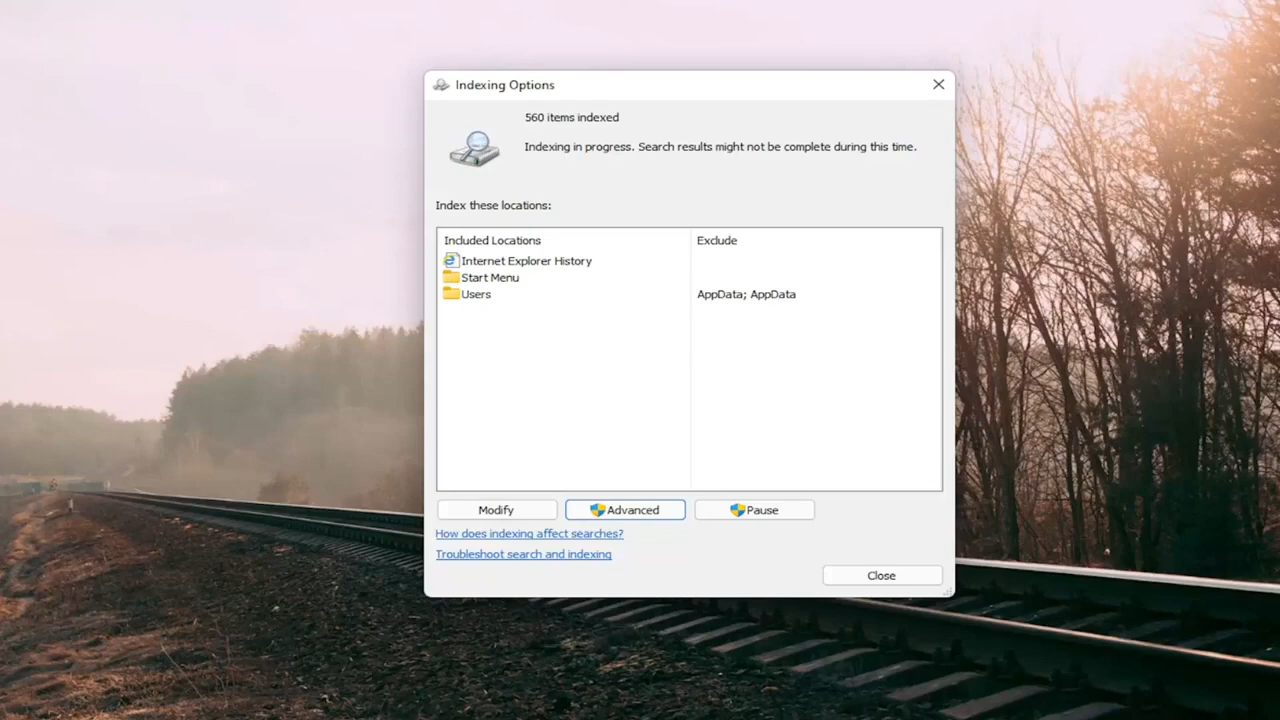 Indexing Options
560 items indexed
Indexing in progress. Search results might not be complete during this time.
Index these locations:
Included Locations Exclude
Internet Explorer History
Start Menu
Users AppData; AppData
Modify Advanced Pause
How does indexing affect searches?
Troubleshoot search and indexing
Close